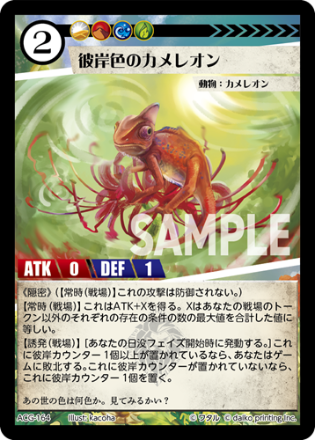 2
彼岸色のカメレオン
動物：カメレオン
SAMPLE
ATK 0 DEF 1
《隠密》（【常時（戦場）】これの攻撃は防御されない。）
【常時（戦場）】これはATK+Xを得る。Xはあなたの戦場のトー
クン以外のそれぞれの存在の条件の数の最大値を合計した値に
等しい。
【誘発（戦場）】［あなたの日没フェイズ開始時に発動する。］こ
れに彼岸カウンター1個以上が置かれているなら、あなたはゲー
ムに敗北する。これに彼岸カウンターが置かれていないなら、こ
れに彼岸カウンター1個を置く。
あの世の色は何色か。見てみるかい？
ACG-164 Illust: kacoha © ワタル © daiko printing, inc.